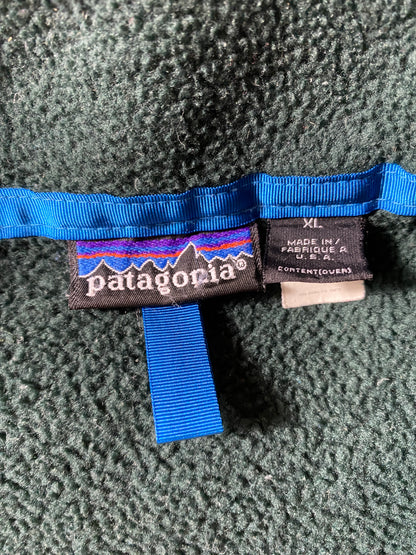 patagonia®
XL
MADE IN/
FABRIQUE A
U.S.A.
CONTENT(OVER)